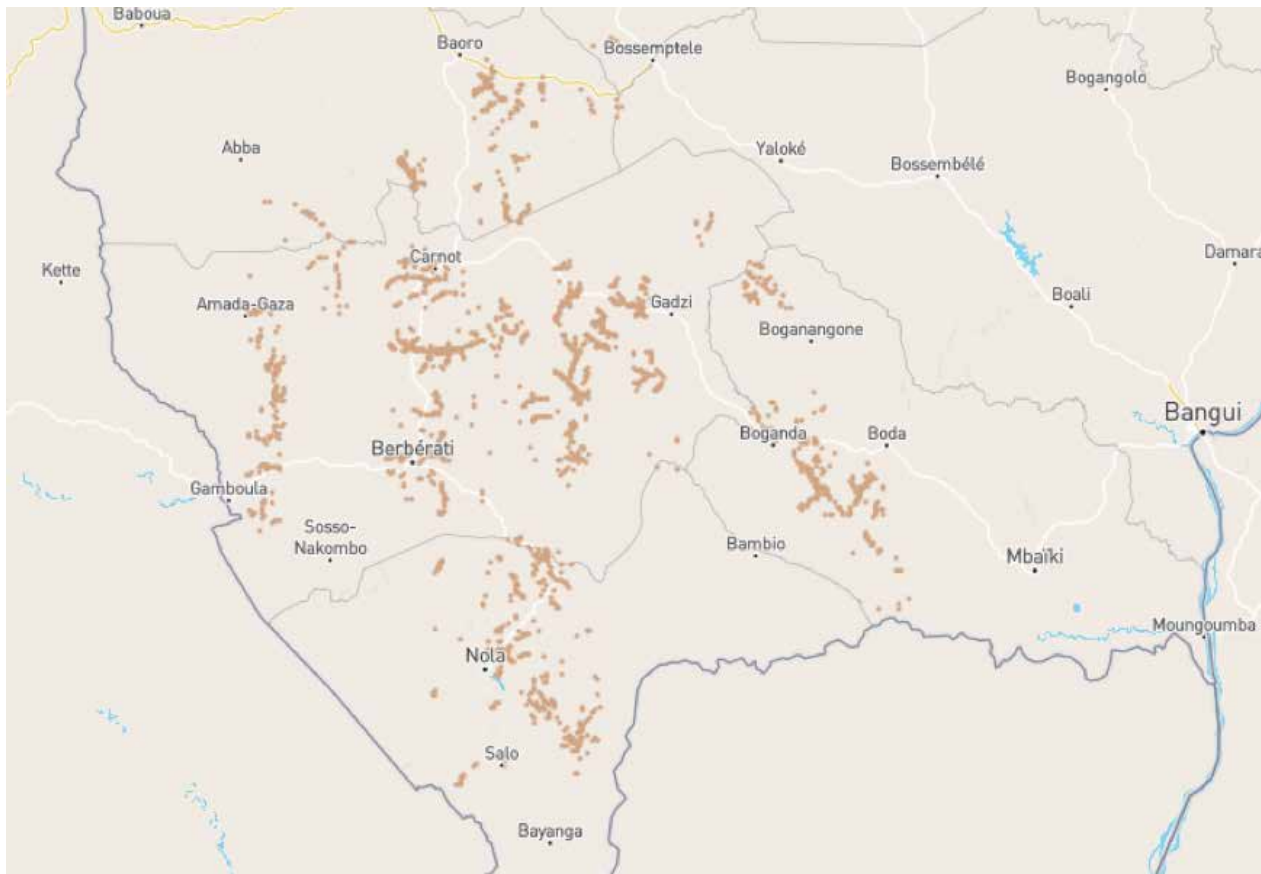 Baboua
Baoro
Bossemptele
Bogangolo
Abba
Yaloké
Bossembélé
Kette
Carnot
Damara
Amada-Gaza
Gadzi
Boali
Boganangone
Bangui
Berbérati
Boganda
Boda
Gamboula
Sosso-
Nakombo
Bambio
Mbaïki
Moungoumba
Nola
Salo
Bayanga